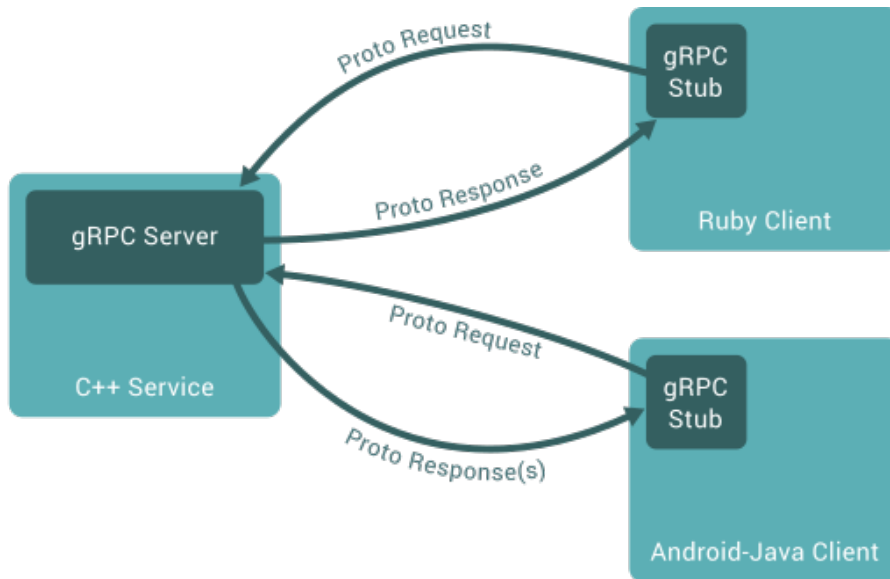 Proto Request
gRPC
Stub
Proto Response
Ruby Client
gRPC Server
C++ Service
Proto Request
gRPC
Stub
Proto Response(s)
Android-Java Client